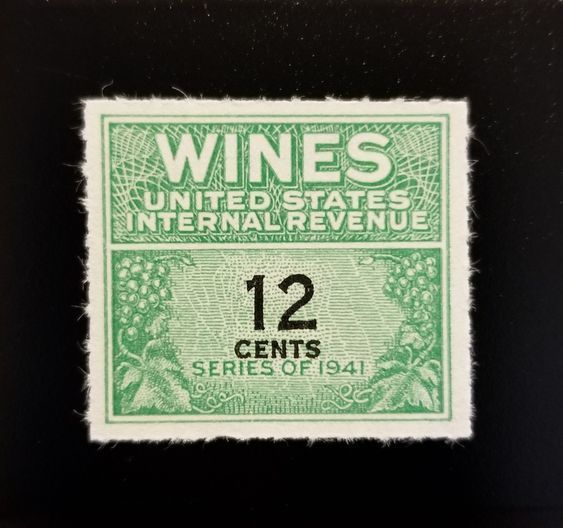 WINES
UNITED STATES
INTERNAL REVENUE
12
CENTS
SERIES OF 1941